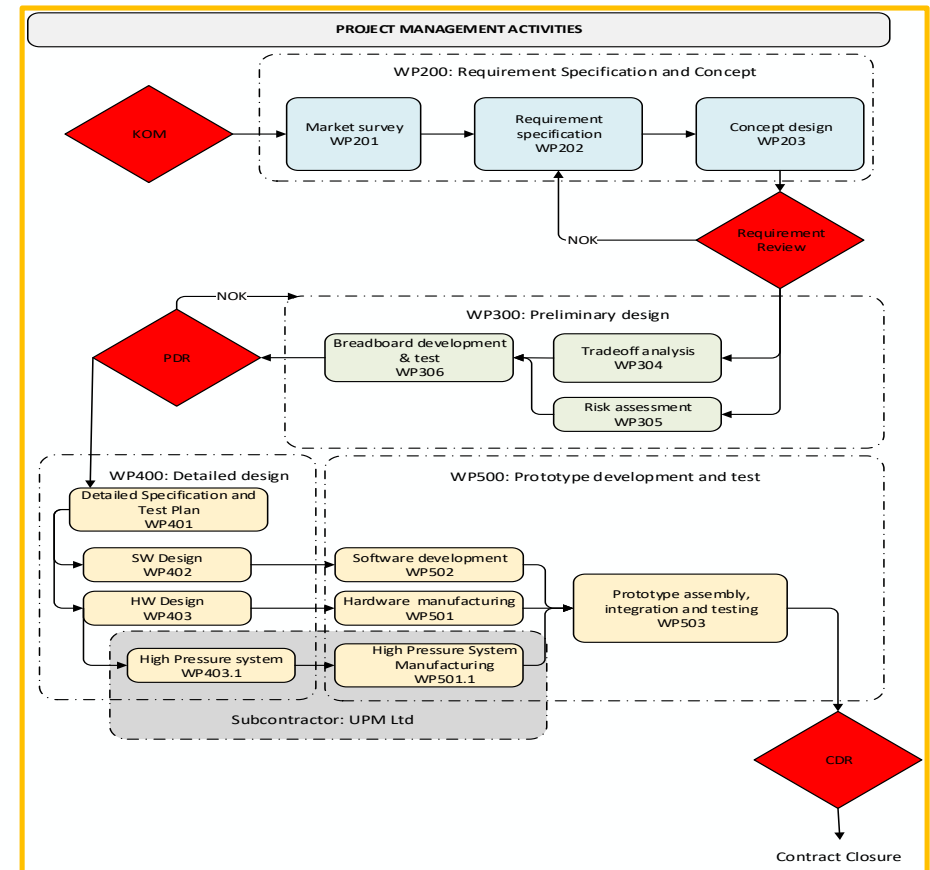 PROJECT MANAGEMENT ACTIVITIES
WP200: Requirement Specification and Concept
KOM
Market survey
WP201
Requirement
specification
WP202
Concept design
WP203
NOK
Requirement
Review
NOK
WP300: Preliminary design
PDR
Breadboard development
& test
WP306
Tradeoff analysis
WP304
Risk assessment
WP305
WP400: Detailed design
WP500: Prototype development and test
Detailed Specification and
Test Plan
WP401
SW Design
WP402
Software development
WP502
HW Design
WP403
Hardware manufacturing
WP501
Prototype assembly,
integration and testing
WP503
High Pressure system
WP403.1
High Pressure System
Manufacturing
WP501.1
Subcontractor: UPM Ltd
CDR
Contract Closure